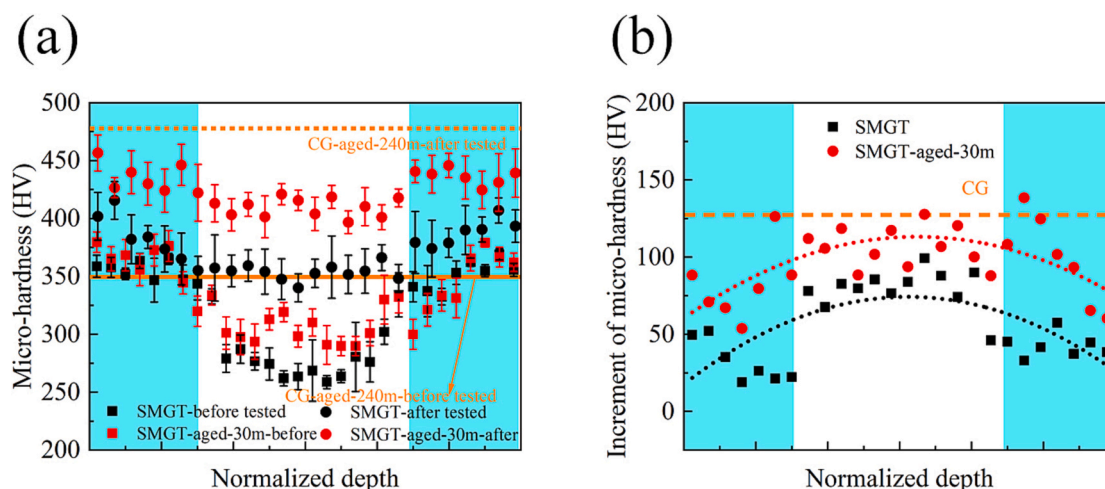 (a)
500
450
400
350
300
250
200
Micro-hardness (HV)
CG-aged-240m-after tested
CG-aged-240m-before tested
SMGT-before tested
SMGT-after tested
SMGT-aged-30m-before
SMGT-aged-30m-after
Normalized depth
(b)
200
150
125
100
50
0
Increment of micro-hardness (HV)
SMGT
SMGT-aged-30m
CG
Normalized depth